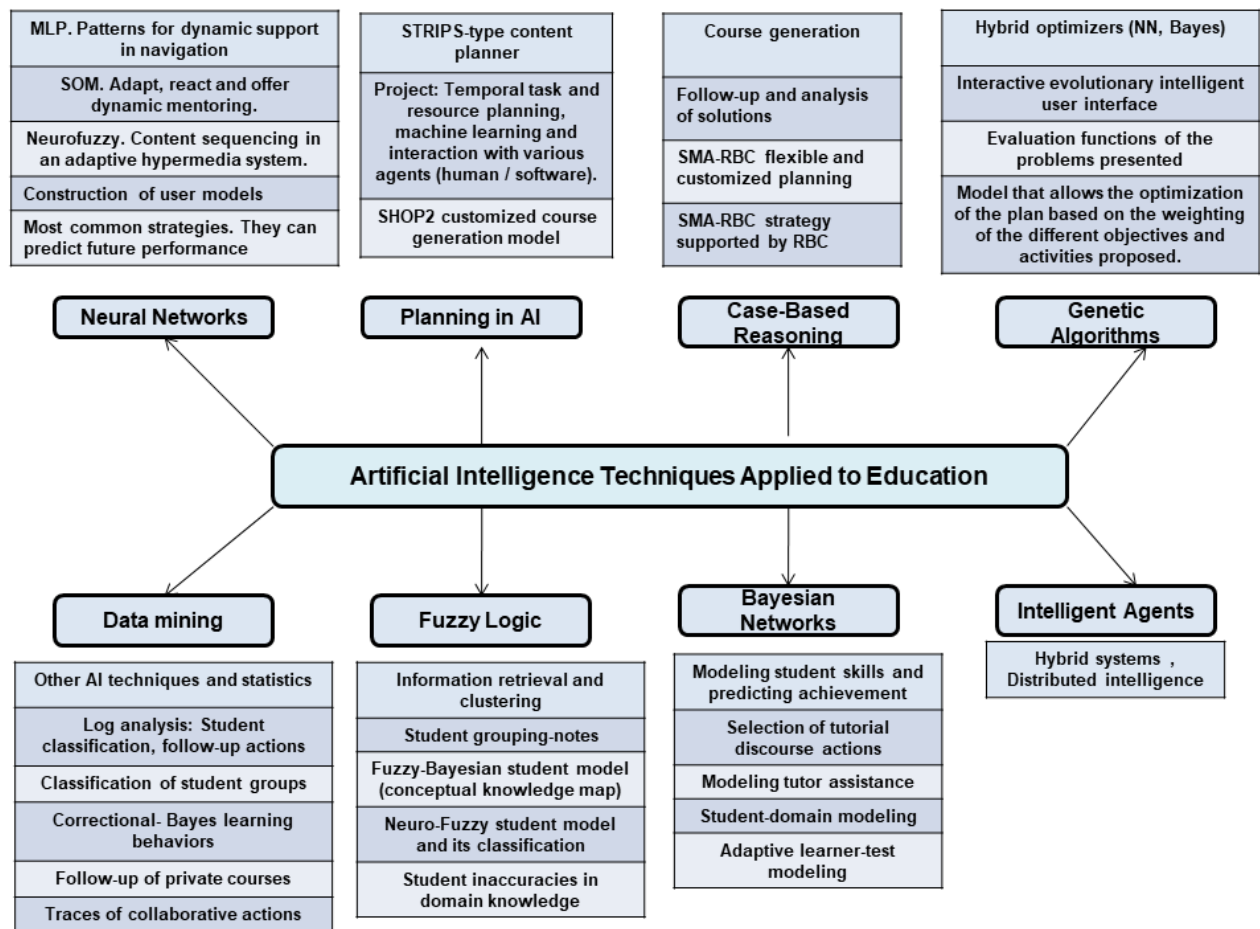 MLP. Patterns for dynamic support
in navigation
SOM. Adapt, react and offer
dynamic mentoring.
Neurofuzzy. Content sequencing in
an adaptive hypermedia system.
Construction of user models
Most common strategies. They can
predict future performance
STRIPS-type content
planner
Project: Temporal task and
resource planning,
machine learning and
interaction with various
agents (human / software).
SHOP2 customized course
generation model
Course generation
Follow-up and analysis
of solutions
SMA-RBC flexible and
customized planning
SMA-RBC strategy
supported by RBC
Hybrid optimizers (NN, Bayes)
Interactive evolutionary intelligent
user interface
Evaluation functions of the
problems presented
Model that allows the optimization
of the plan based on the weighting
of the different objectives and
activities proposed.
Neural Networks
Planning in AI
Case-Based
Reasoning
Genetic
Algorithms
Artificial Intelligence Techniques Applied to Education
Data mining
Fuzzy Logic
Bayesian
Networks
Intelligent Agents
Other AI techniques and statistics
Log analysis: Student
classification, follow-up actions
Classification of student groups
Correctional- Bayes learning
behaviors
Follow-up of private courses
Traces of collaborative actions
Information retrieval and
clustering
Student grouping-notes
Fuzzy-Bayesian student model
(conceptual knowledge map)
Neuro-Fuzzy student model
and its classification
Student inaccuracies in
domain knowledge
Modeling student skills and
predicting achievement
Selection of tutorial
discourse actions
Modeling tutor assistance
Student-domain modeling
Adaptive learner-test
modeling
Hybrid systems ,
Distributed intelligence